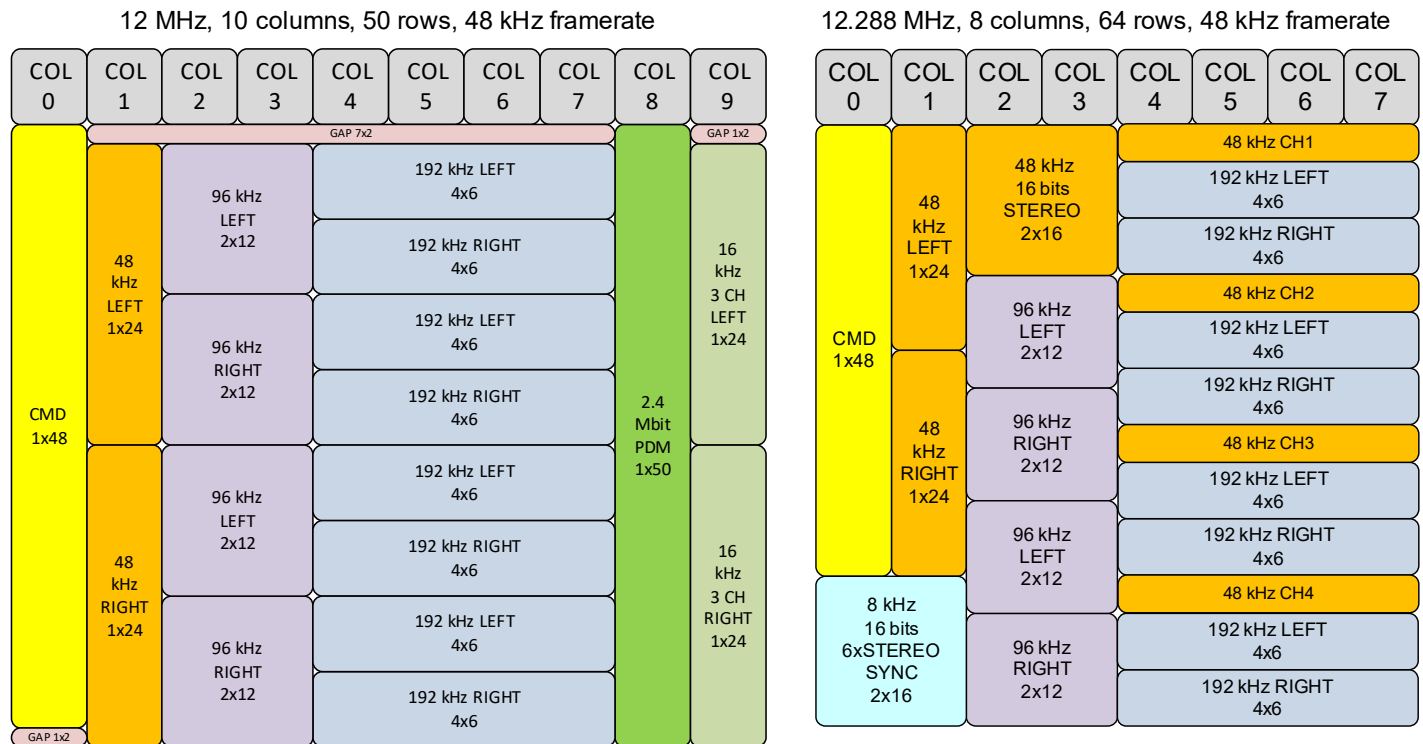 12 MHz, 10 columns, 50 rows, 48 kHz framerate
COL
0
COL
1
COL
2
COL
3
COL
4
COL
5
COL
6
COL
7
COL
8
COL
9
CMD
1x48
GAP 1x2
GAP 7x2
48
kHz
LEFT
1x24
48
kHz
RIGHT
1x24
96 kHz
LEFT
2x12
96 kHz
RIGHT
2x12
96 kHz
LEFT
2x12
96 kHz
RIGHT
2x12
192 kHz LEFT
4x6
192 kHz RIGHT
4x6
192 kHz LEFT
4x6
192 kHz RIGHT
4x6
192 kHz LEFT
4x6
192 kHz RIGHT
4x6
192 kHz LEFT
4x6
192 kHz RIGHT
4x6
2.4
Mbit
PDM
1x50
GAP 1x2
16
kHz
3 CH
LEFT
1x24
16
kHz
3 CH
RIGHT
1x24
12.288 MHz, 8 columns, 64 rows, 48 kHz framerate
COL
0
COL
1
COL
2
COL
3
COL
4
COL
5
COL
6
COL
7
CMD
1x48
48
kHz
LEFT
1x24
48
kHz
RIGHT
1x24
8 kHz
16 bits
6xSTEREO
SYNC
2x16
48 kHz
16 bits
STEREO
2x16
96 kHz
LEFT
2x12
96 kHz
RIGHT
2x12
96 kHz
LEFT
2x12
96 kHz
RIGHT
2x12
48 kHz CH1
192 kHz LEFT
4x6
192 kHz RIGHT
4x6
48 kHz CH2
192 kHz LEFT
4x6
192 kHz RIGHT
4x6
48 kHz CH3
192 kHz LEFT
4x6
192 kHz RIGHT
4x6
48 kHz CH4
192 kHz LEFT
4x6
192 kHz RIGHT
4x6